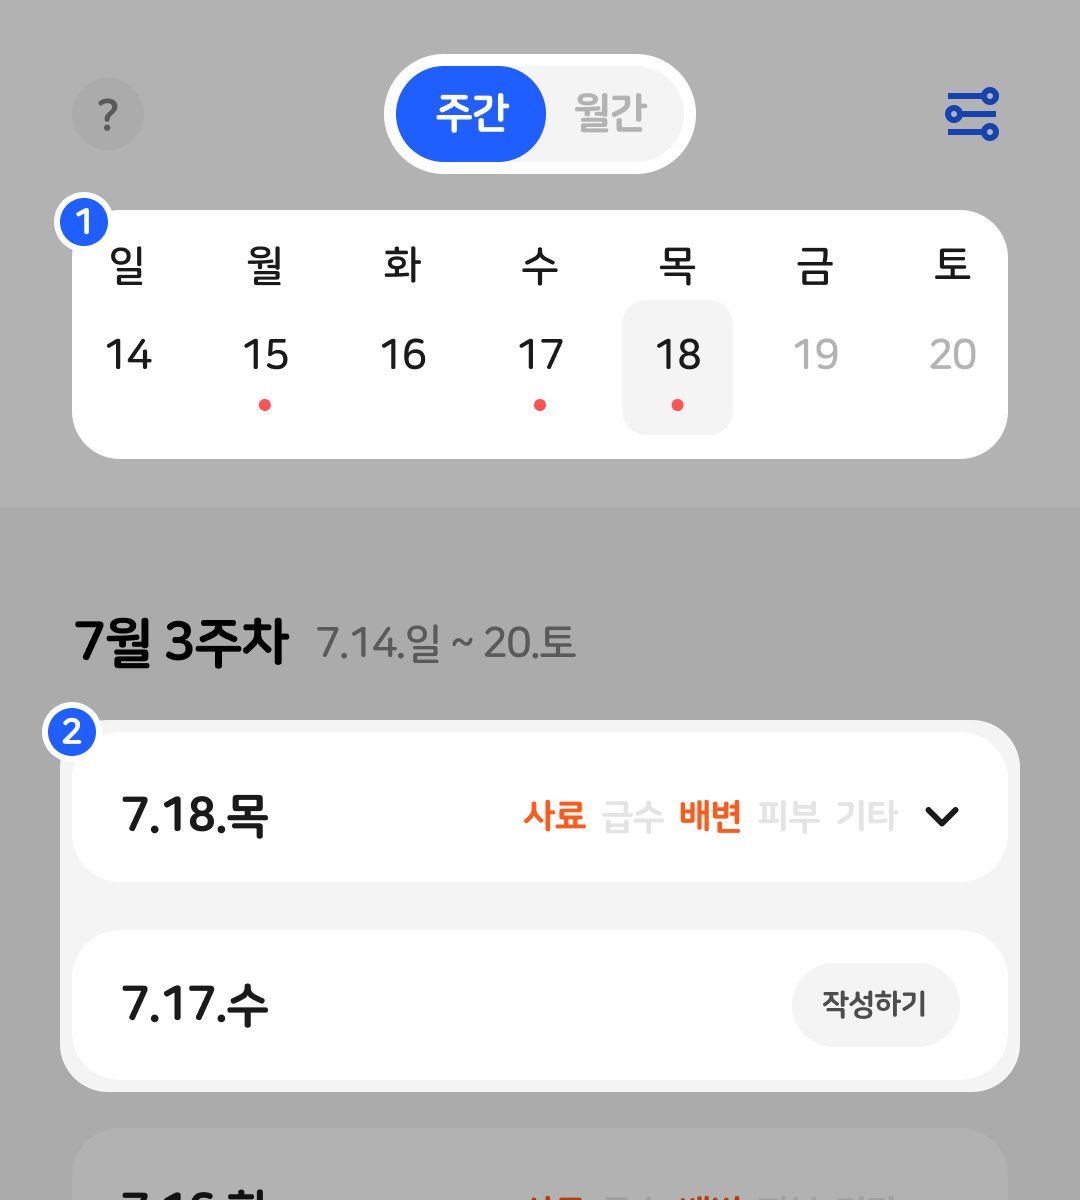 ?
주간 월간
1
일 월 화 수 목 금 토
14 15 16 17 18 19 20
7월 3주차 7.14.일 ~ 20.토
2
7.18.목 사료 급수 배변 피부 기타
7.17.수 작성하기